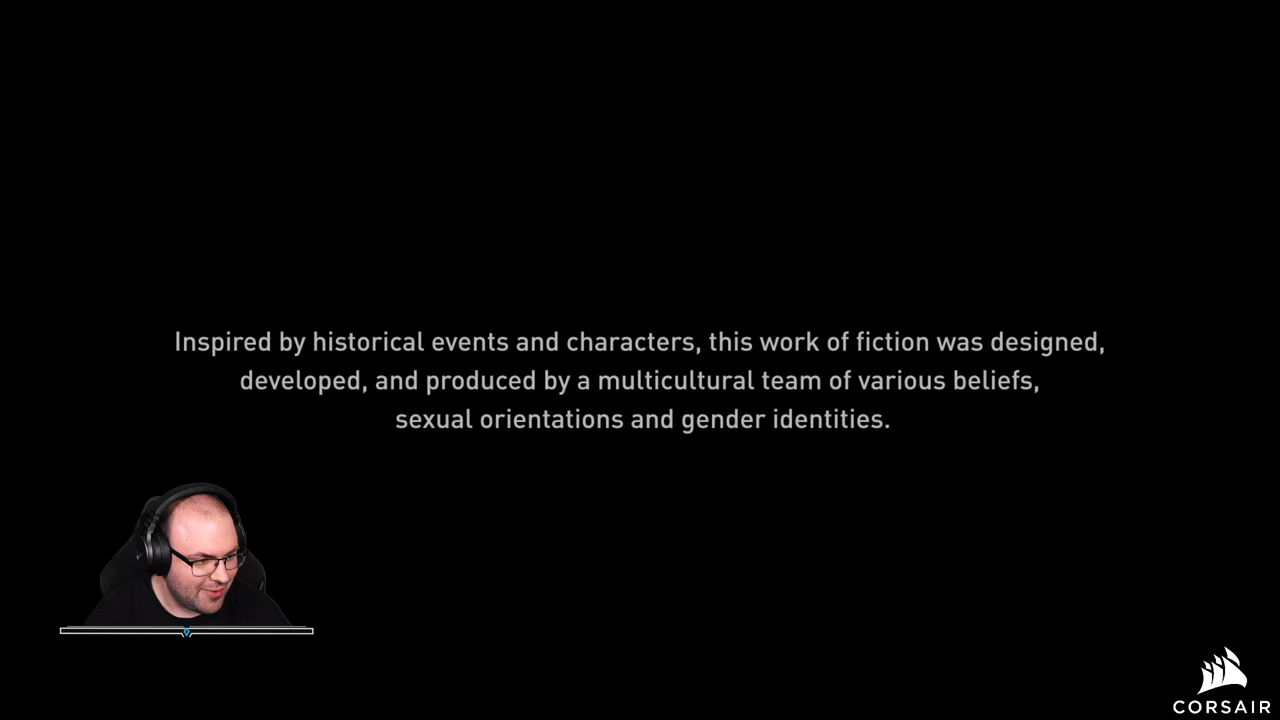 Inspired by historical events and characters, this work of fiction was designed,
developed, and produced by a multicultural team of various beliefs,
sexual orientations and gender identities.
CORSAIR